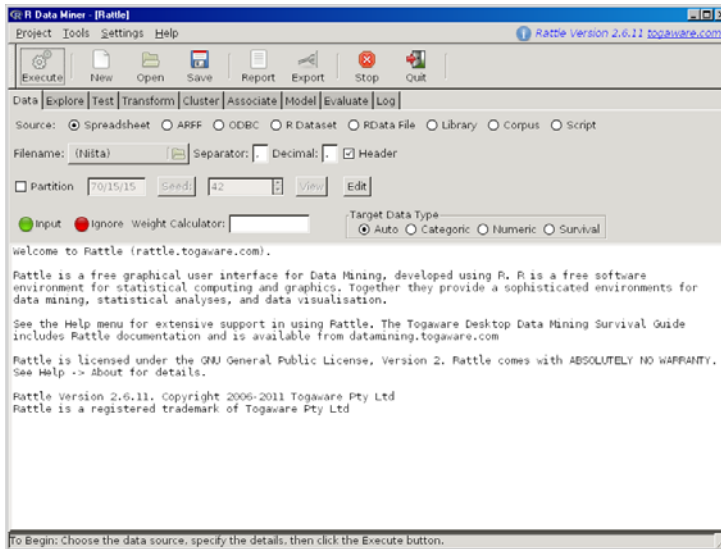 R Data Miner - [Rattle]
Project Tools Settings Help
Rattle Version 2.6.11 togaware.com
Execute New Open Save Report Export Stop Quit
Data Explore Test Transform Cluster Associate Model Evaluate Log
Source: Spreadsheet ARFF ODBC R Dataset RData File Library Corpus Script
Filename: (Ništa) Separator: , Decimal: . Header
Partition 70/15/15 Seed: 42 View Edit
Target Data Type
Input Ignore Weight Calculator: Auto Categoric Numeric Survival
Welcome to Rattle (rattle.togaware.com).
Rattle is a free graphical user interface for Data Mining, developed using R. R is a free software
environment for statistical computing and graphics. Together they provide a sophisticated environments for
data mining, statistical analyses, and data visualisation.
See the Help menu for extensive support in using Rattle. The Togaware Desktop Data Mining Survival Guide
includes Rattle documentation and is available from datamining.togaware.com
Rattle is licensed under the GNU General Public License, Version 2. Rattle comes with ABSOLUTELY NO WARRANTY.
See Help -> About for details.
Rattle Version 2.6.11. Copyright 2006-2011 Togaware Pty Ltd
Rattle is a registered trademark of Togaware Pty Ltd
To Begin: Choose the data source, specify the details, then click the Execute button.